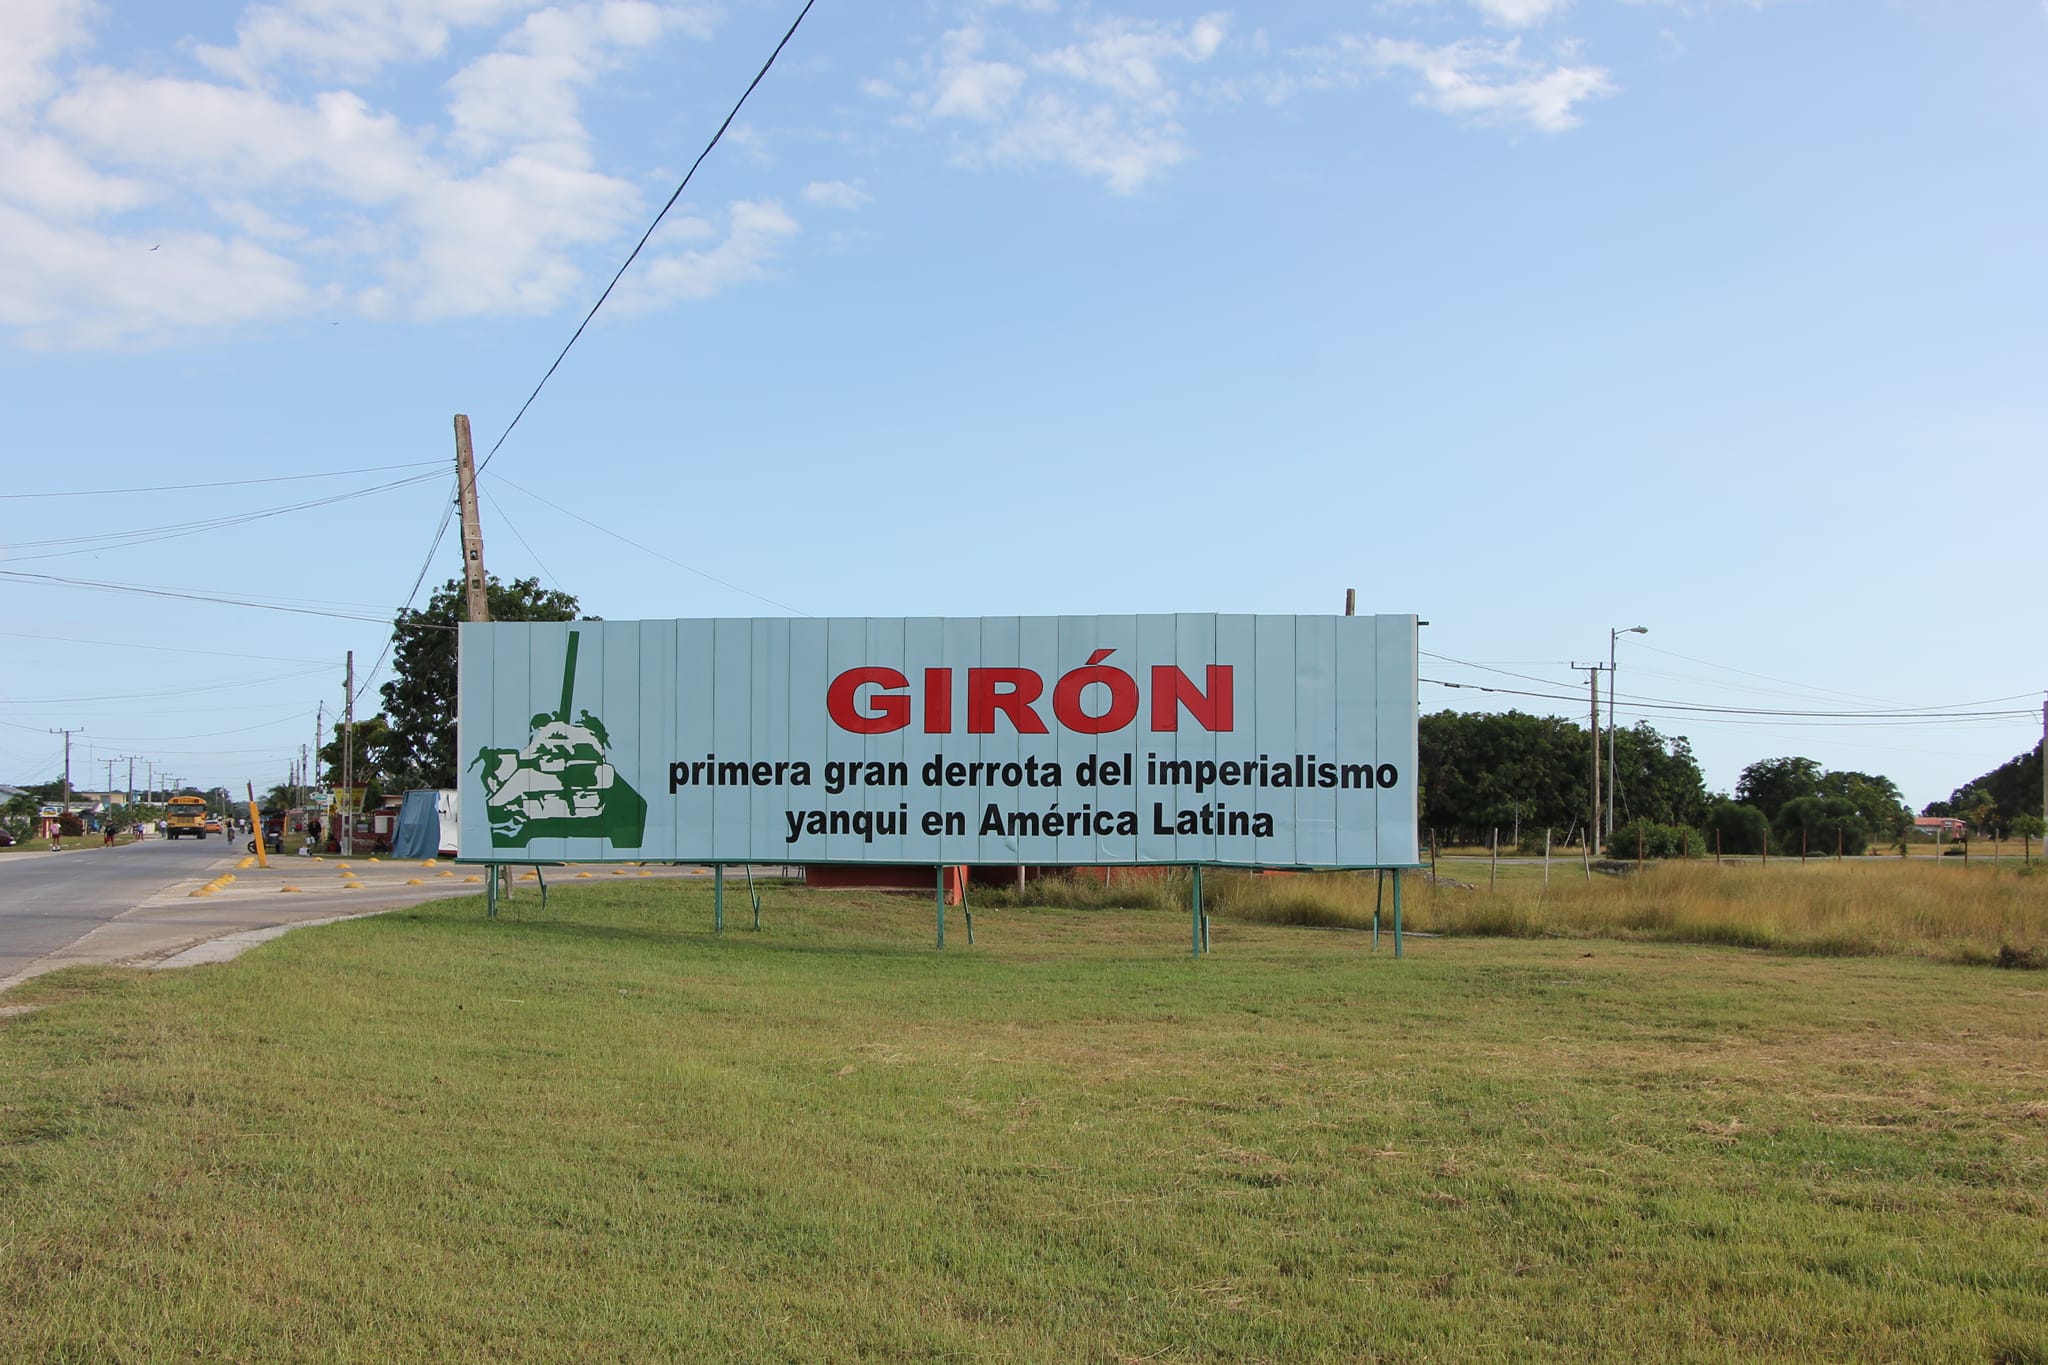 GIRÓN
primera gran derrota del imperialismo
yanqui en América Latina